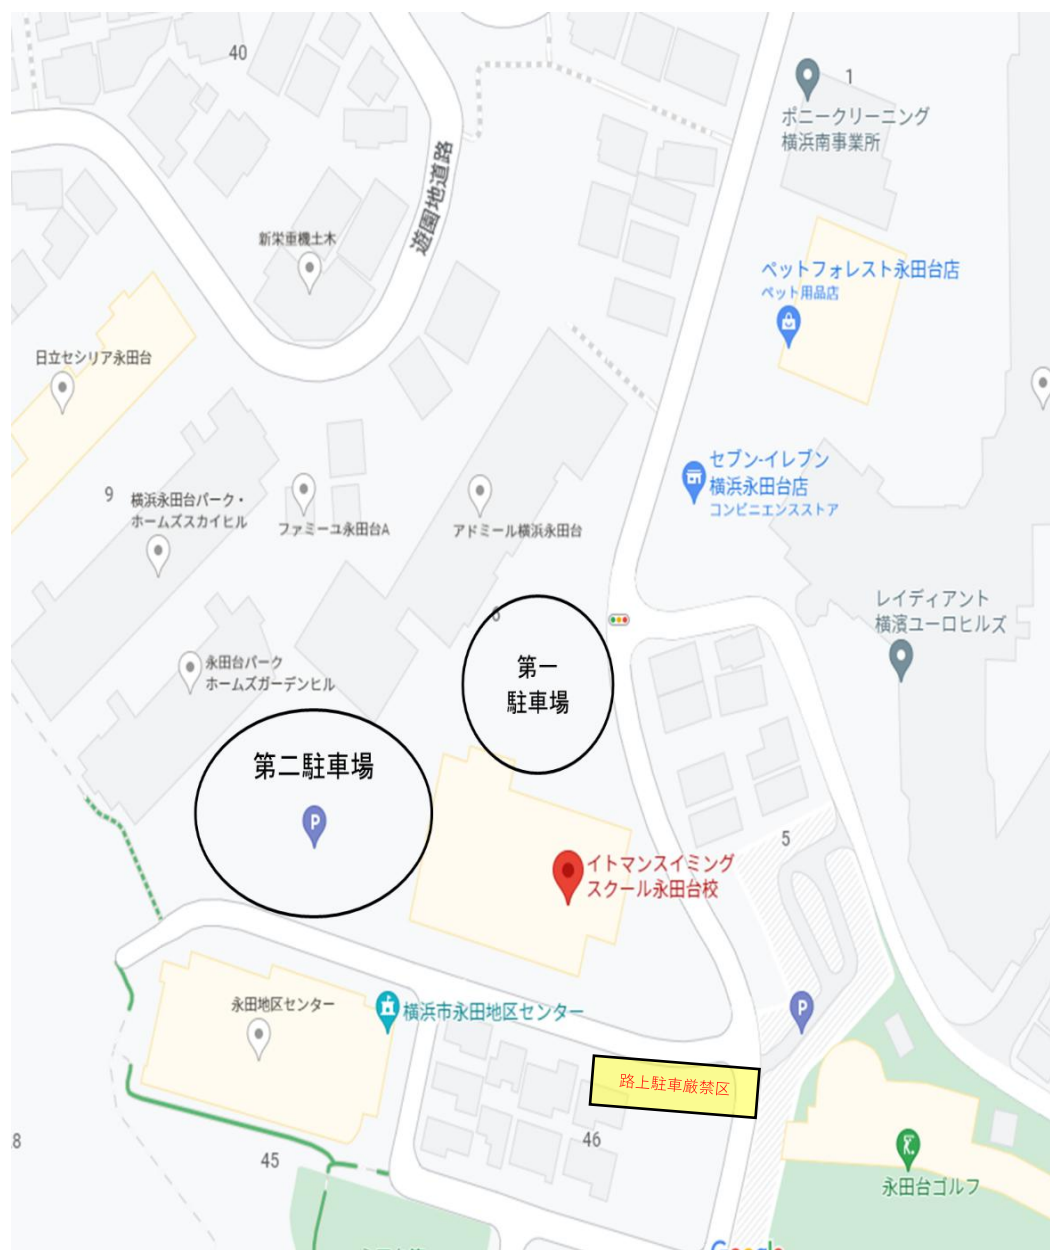 40
1
ポニークリーニング
横浜南事業所
遊園地道路
新栄重機土木
ペットフォレスト永田台店
ペット用品店
日立セシリア永田台
セブン-イレブン
横浜永田台店
コンビニエンスストア
9
横浜永田台パーク・
ホームズスカイヒル
ファミーユ永田台A
アドミール横浜永田台
レイディアント
横濱ユーロヒルズ
6
第一
駐車場
永田台パーク
ホームズガーデンヒル
第二駐車場
P
5
イトマンスイミング
スクール永田台校
永田地区センター
横浜市永田地区センター
P
路上駐車厳禁区
8
46
45
永田台ゴルフ
Google